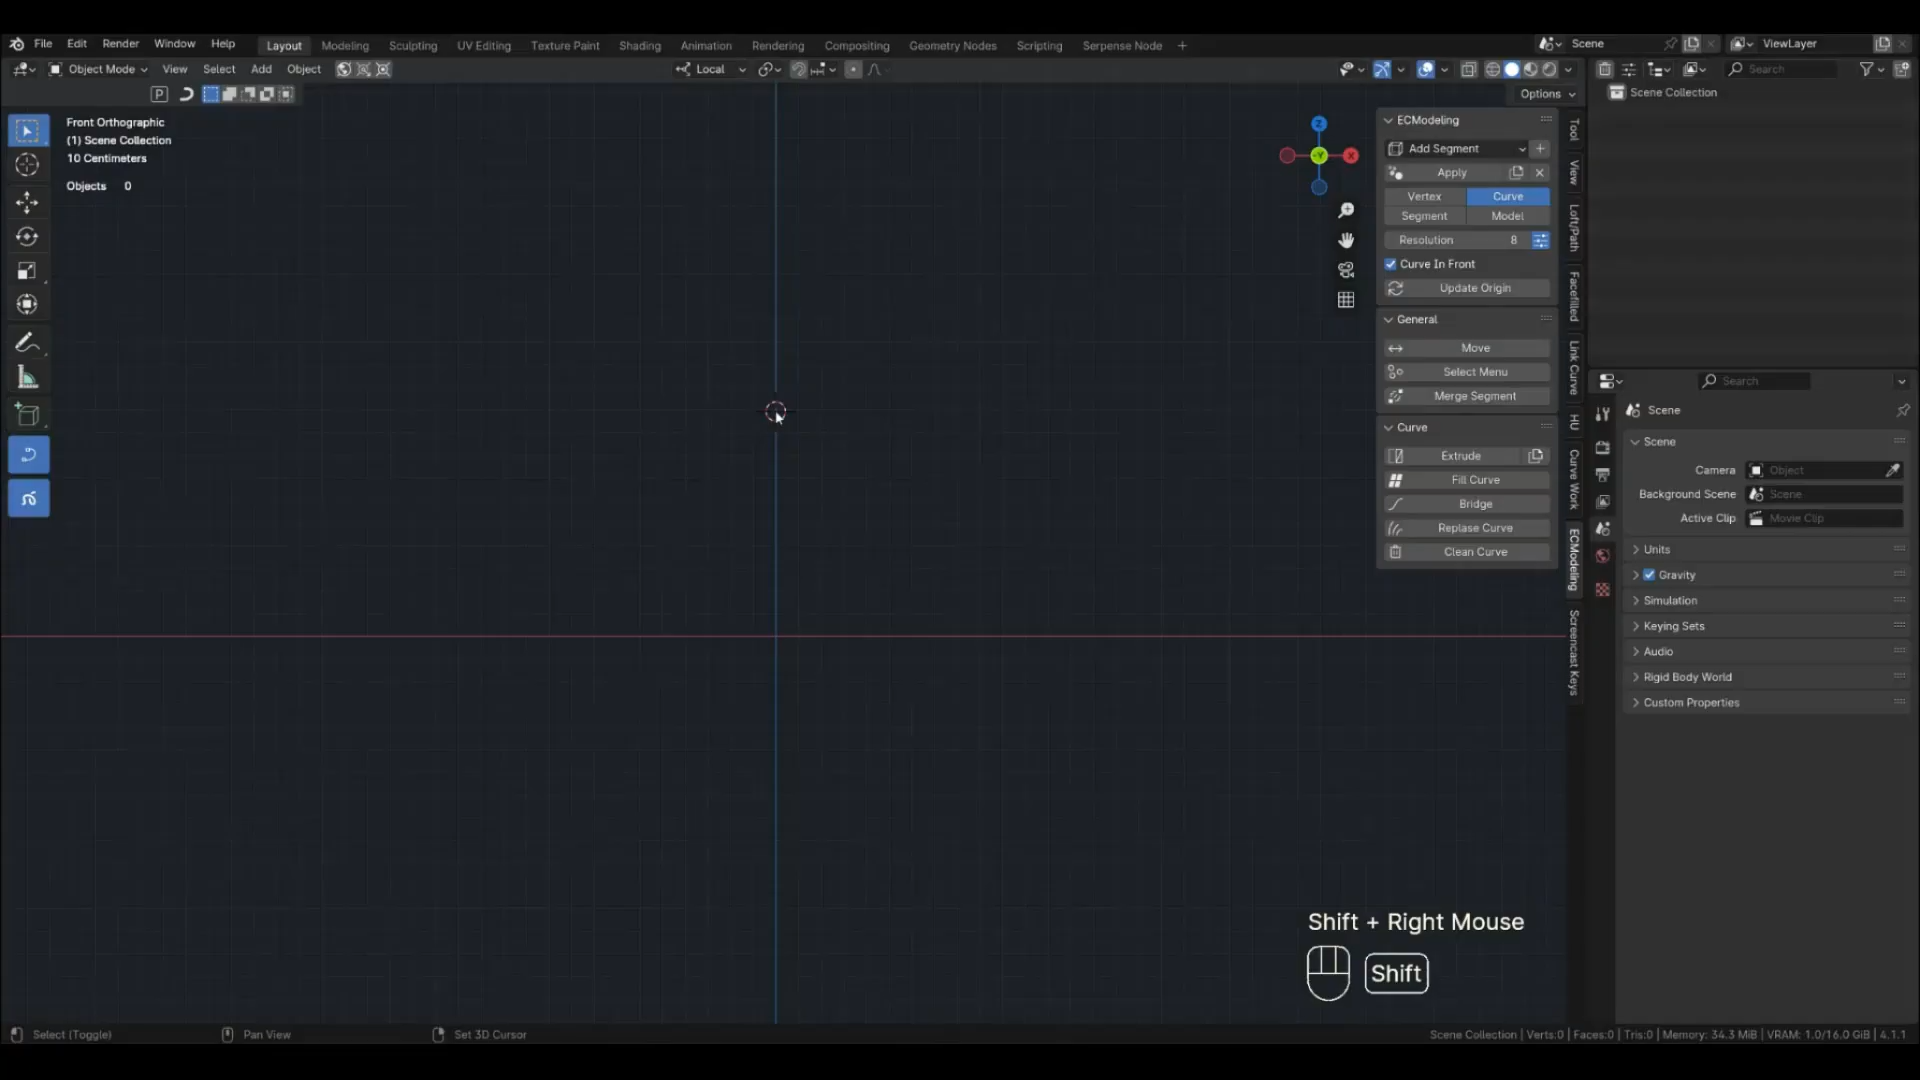 File Edit Render Window Help Layout Modeling Sculpting UV Editing Texture Paint Shading Animation Rendering Compositing Geometry Nodes Scripting Serpense Node + Scene ViewLayer
Object Mode View Select Add Object Local Search
Options
Scene Collection
Front Orthographic
(1) Scene Collection
10 Centimeters
Objects 0
Z
Y
X
ECModeling
Add Segment
Apply
Vertex Curve
Segment Model
Resolution 8
Curve In Front
Update Origin
General
Move
Select Menu
Merge Segment
Curve
Extrude
Fill Curve
Bridge
Replase Curve
Clean Curve
Tool
View
Loft/Path
Facefilled
Link Curve
HU
Curve Work
ECModeling
Screencast Keys
Search
Scene
Scene
Camera Object
Background Scene Scene
Active Clip Movie Clip
Units
Gravity
Simulation
Keying Sets
Audio
Rigid Body World
Custom Properties
Shift + Right Mouse
Shift
Select (Toggle) Pan View Set 3D Cursor Scene Collection | Verts:0 | Faces:0 | Tris:0 | Memory: 34.3 MiB | VRAM: 1.0/16.0 GiB | 4.1.1